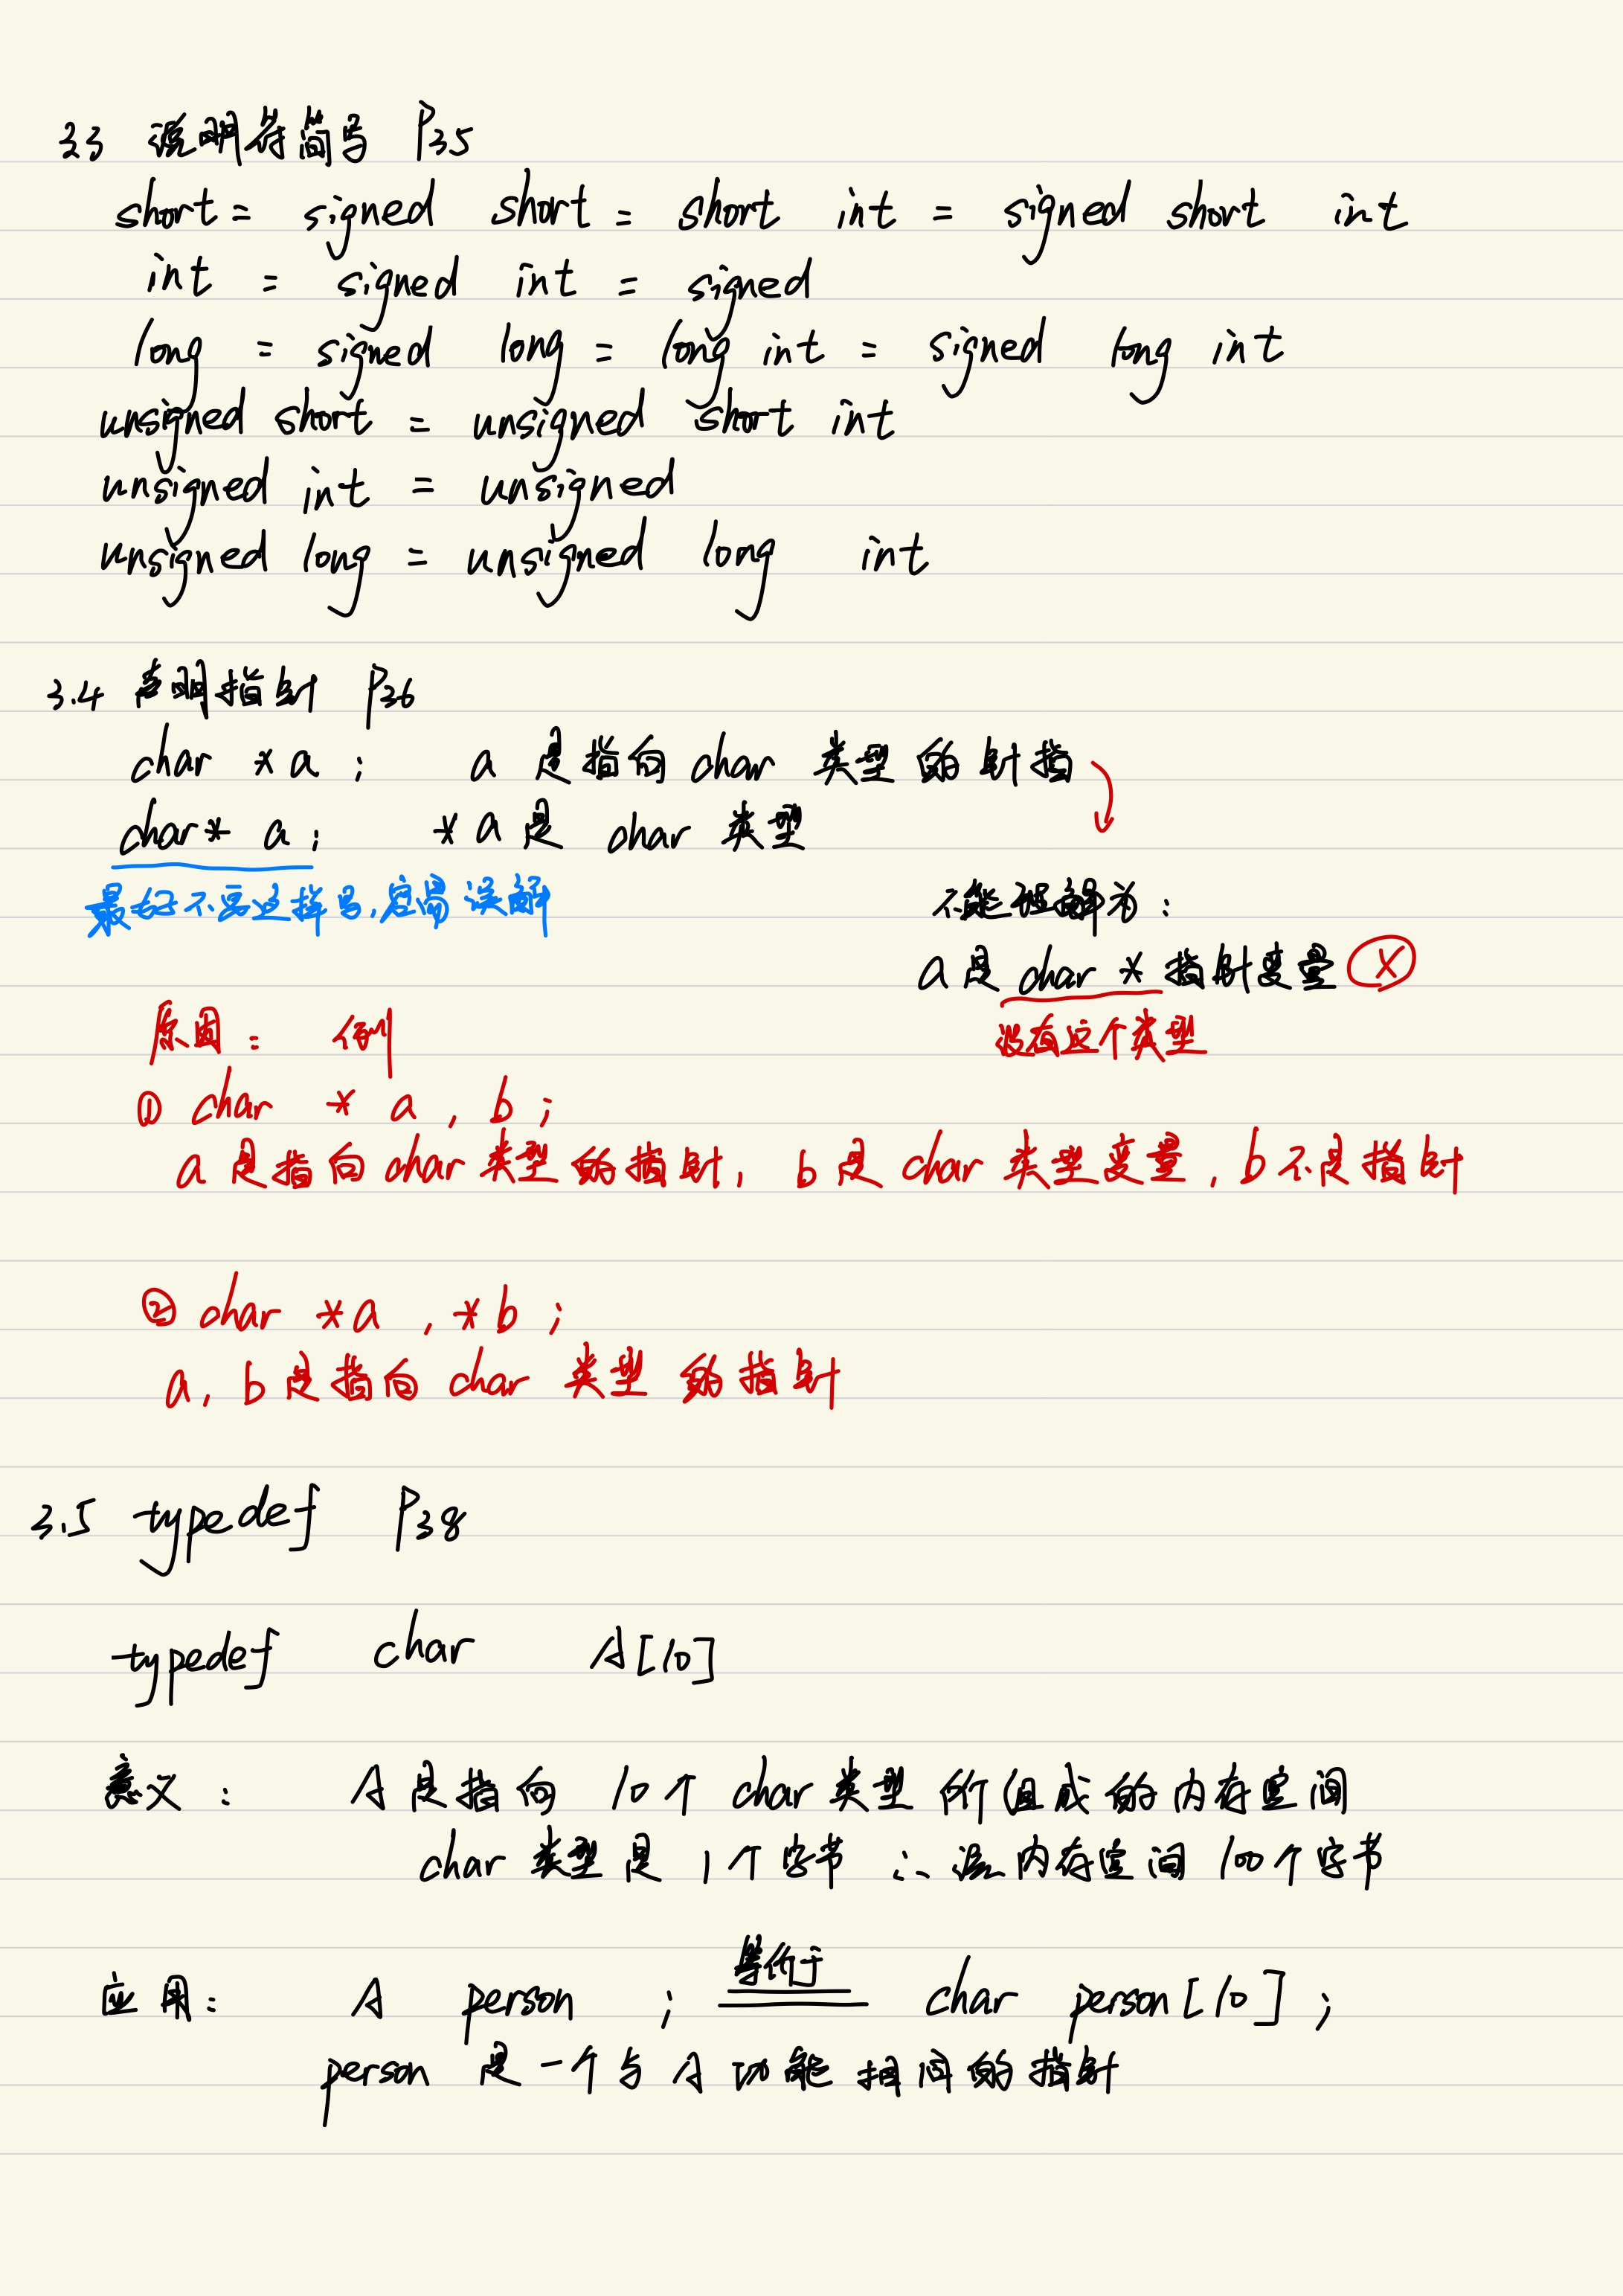 3.3 说明符简写 P35
short = signed short = short int = signed short int
int = signed int = signed
long = signed long = long int = signed long int
unsigned short = unsigned short int
unsigned int = unsigned
unsigned long = unsigned long int
3.4 声明指针 P36
char *a; a 是指向 char 类型的针指
char* a; *a 是 char 类型
最好不要这样写,容易误解
不能理解为:
a 是 char * 指针变量 ×
没有这个类型
原因: 例
① char * a, b;
a 是指向 char 类型的指针, b 是 char 类型变量, b 不是指针
② char *a, *b;
a, b 是指向 char 类型的指针
3.5 typedef P38
typedef char A[10]
意义: A 是指向 10个 char 类型所组成的内存空间
char 类型是 1个字节 ∴ 该内存空间 100个字节
应用: A person ; 等价于 char person[10] ;
person 是一个与 A 功能相同的指针